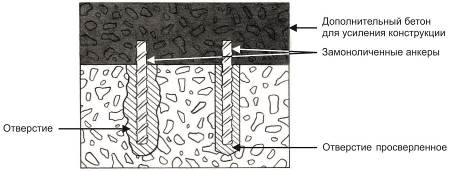 Дополнительный бетон
для усиления конструкции
Замоноличенные анкеры
Отверстие
Отверстие просверленное